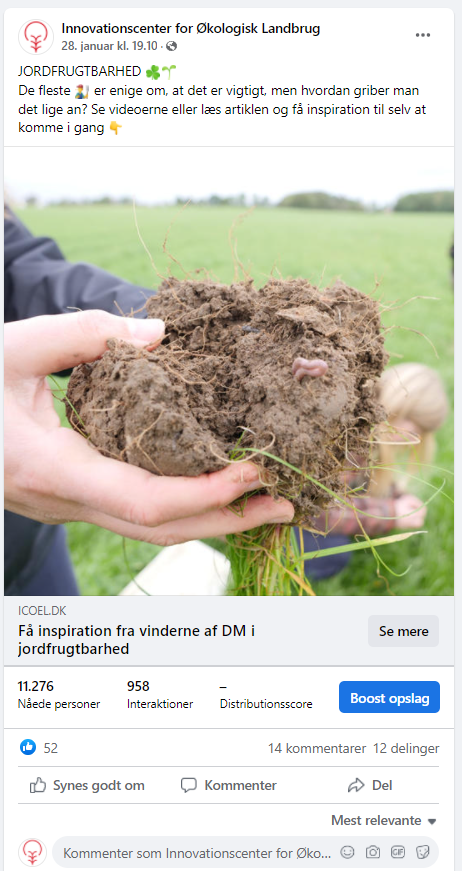 Innovationscenter for Økologisk Landbrug
28. januar kl. 19.10 ·
JORDFRUGTBARHED ☘️🌱
De fleste 👩‍🌾 er enige om, at det er vigtigt, men hvordan griber man
det lige an? Se videoerne eller læs artiklen og få inspiration til selv at
komme i gang 👇
ICOEL.DK
Få inspiration fra vinderne af DM i
jordfrugtbarhed
Se mere
11.276 958 –
Nåede personer Interaktioner Distributionsscore
Boost opslag
52 14 kommentarer 12 delinger
Synes godt om Kommenter Del
Mest relevante
Kommenter som Innovationscenter for Øko... GIF